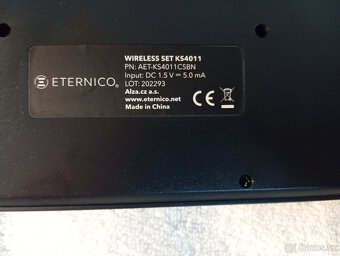 WIRELESS SET KS4011
PN: AET-KS4011CSBN
Input: DC 1.5 V⎓ 5.0 mA
LOT: 202293
ETERNICO®
Alza.cz a.s.
www.eternico.net
Made in China
CE